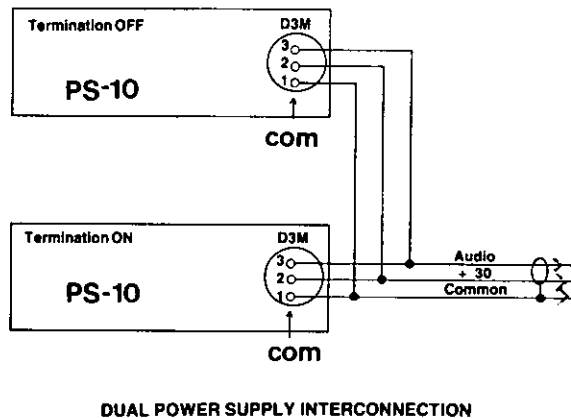 Termination OFF
D3M
3
2
1
PS-10
com
Termination ON
D3M
3
2
1
PS-10
com
Audio
+ 30
Common
DUAL POWER SUPPLY INTERCONNECTION